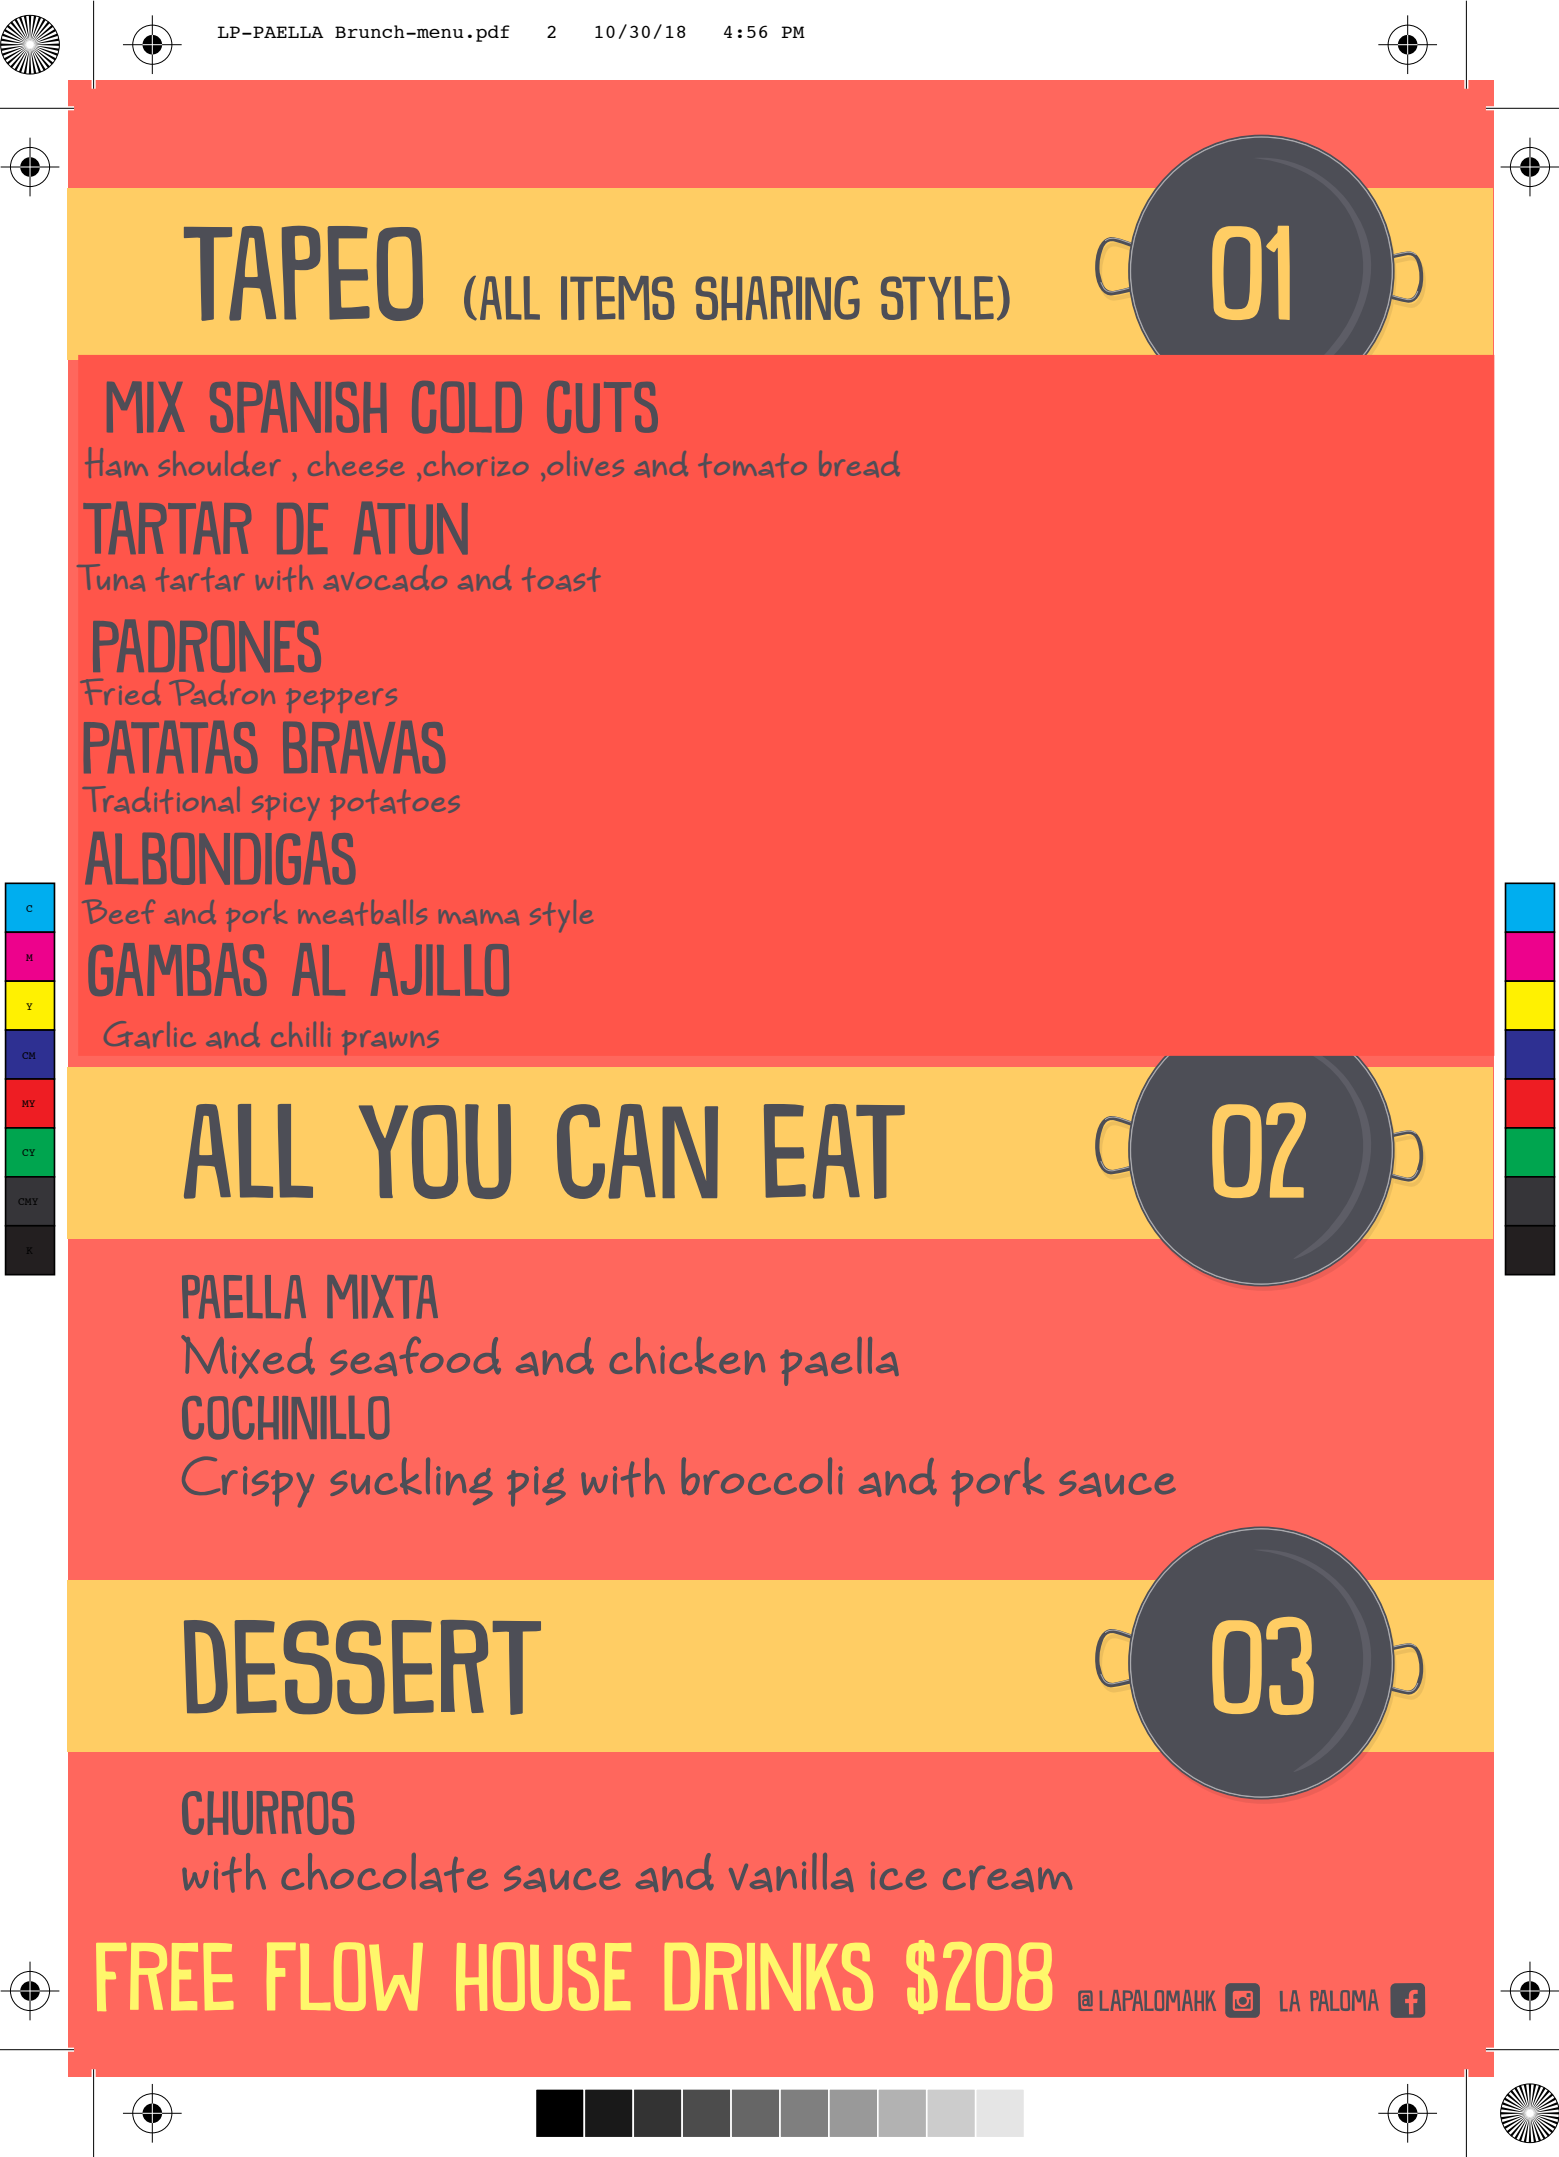 LP-PAELLA Brunch-menu.pdf 2 10/30/18 4:56 PM
TAPEO (ALL ITEMS SHARING STYLE) 01
MIX SPANISH COLD CUTS
Ham shoulder , cheese ,chorizo ,olives and tomato bread
TARTAR DE ATUN
Tuna tartar with avocado and toast
PADRONES
Fried Padron peppers
PATATAS BRAVAS
Traditional spicy potatoes
ALBONDIGAS
Beef and pork meatballs mama style
GAMBAS AL AJILLO
Garlic and chilli prawns
C
M
Y
CM
MY
CY
CMY
K
ALL YOU CAN EAT 02
PAELLA MIXTA
Mixed seafood and chicken paella
COCHINILLO
Crispy suckling pig with broccoli and pork sauce
DESSERT 03
CHURROS
with chocolate sauce and vanilla ice cream
FREE FLOW HOUSE DRINKS $208 @LAPALOMAHK LA PALOMA